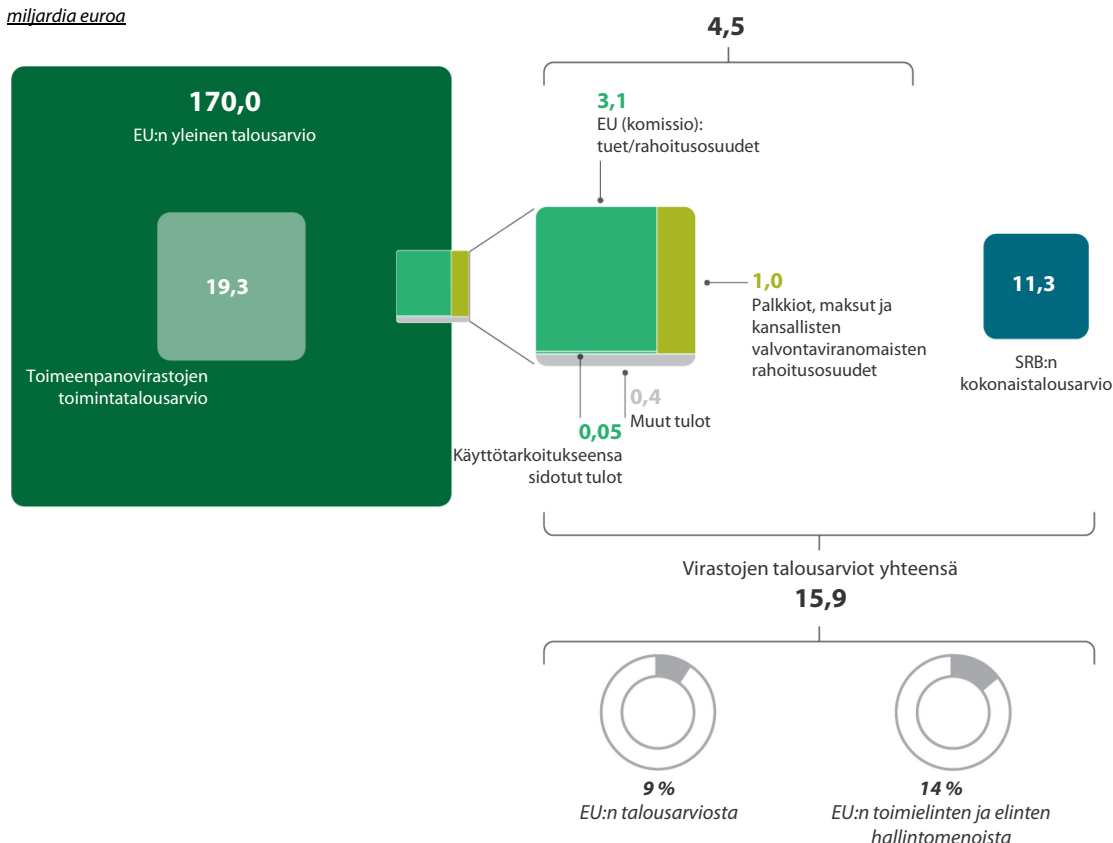 miljardia euroa
4,5
170,0
EU:n yleinen talousarvio
3,1
EU (komissio):
tuet/rahoitusosuudet
19,3
Toimeenpanovirastojen
toimintatalousarvio
1,0
Palkkiot, maksut ja
kansallisten
valvontaviranomaisten
rahoitusosuudet
11,3
SRB:n
kokonaistalousarvio
0,4
Muut tulot
0,05
Käyttötarkoitukseensa
sidotut tulot
Virastojen talousarviot yhteensä
15,9
9 %
EU:n talousarviosta
14 %
EU:n toimielinten ja elinten
hallintomenoista